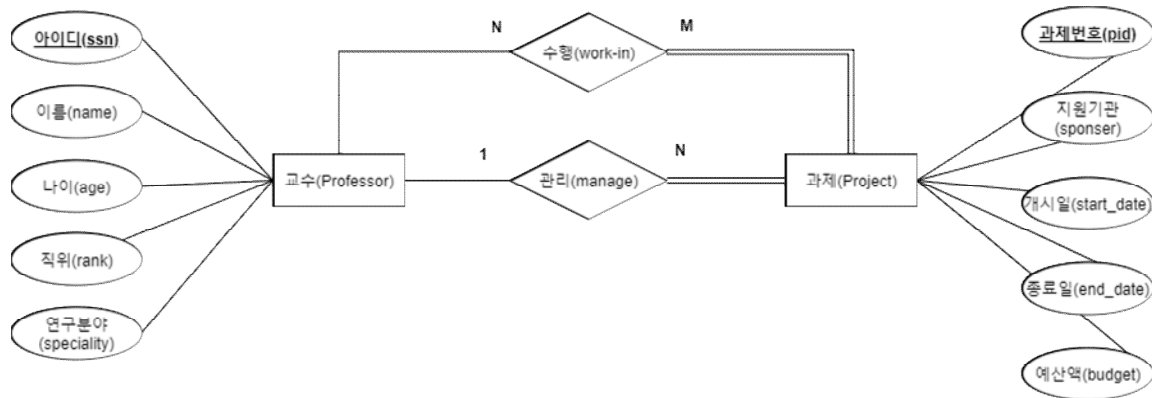 아이디(ssn)
이름(name)
나이(age)
직위(rank)
연구분야
(speciality)
교수(Professor)
N
수행(work-in)
M
1
관리(manage)
N
과제(Project)
과제번호(pid)
지원기관
(sponser)
개시일(start_date)
종료일(end_date)
예산액(budget)